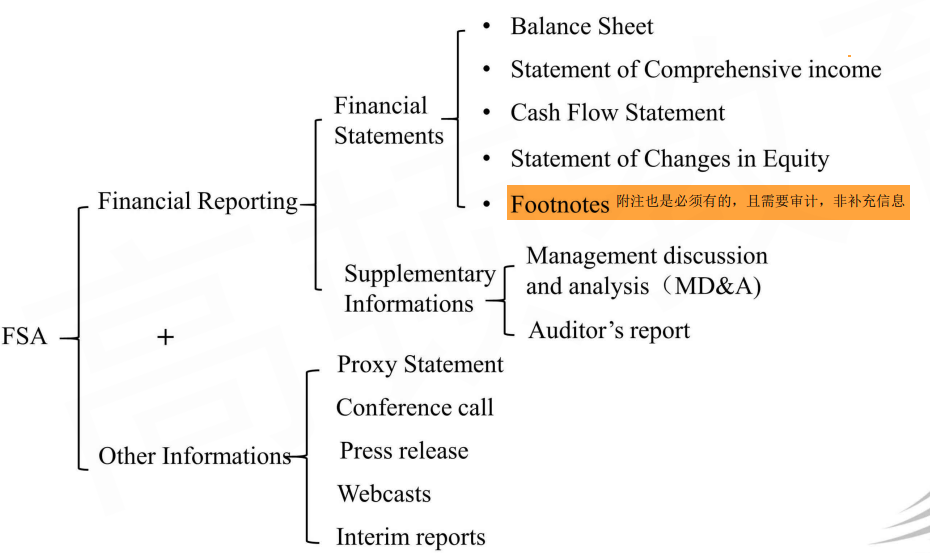 • Balance Sheet
• Statement of Comprehensive income
Financial
Statements
• Cash Flow Statement
• Statement of Changes in Equity
Financial Reporting
• Footnotes 附注也是必须有的，且需要审计，非补充信息
Supplementary
Informations
Management discussion
and analysis（MD&A)
Auditor's report
FSA
+
Proxy Statement
Conference call
Other Informations
Press release
Webcasts
Interim reports